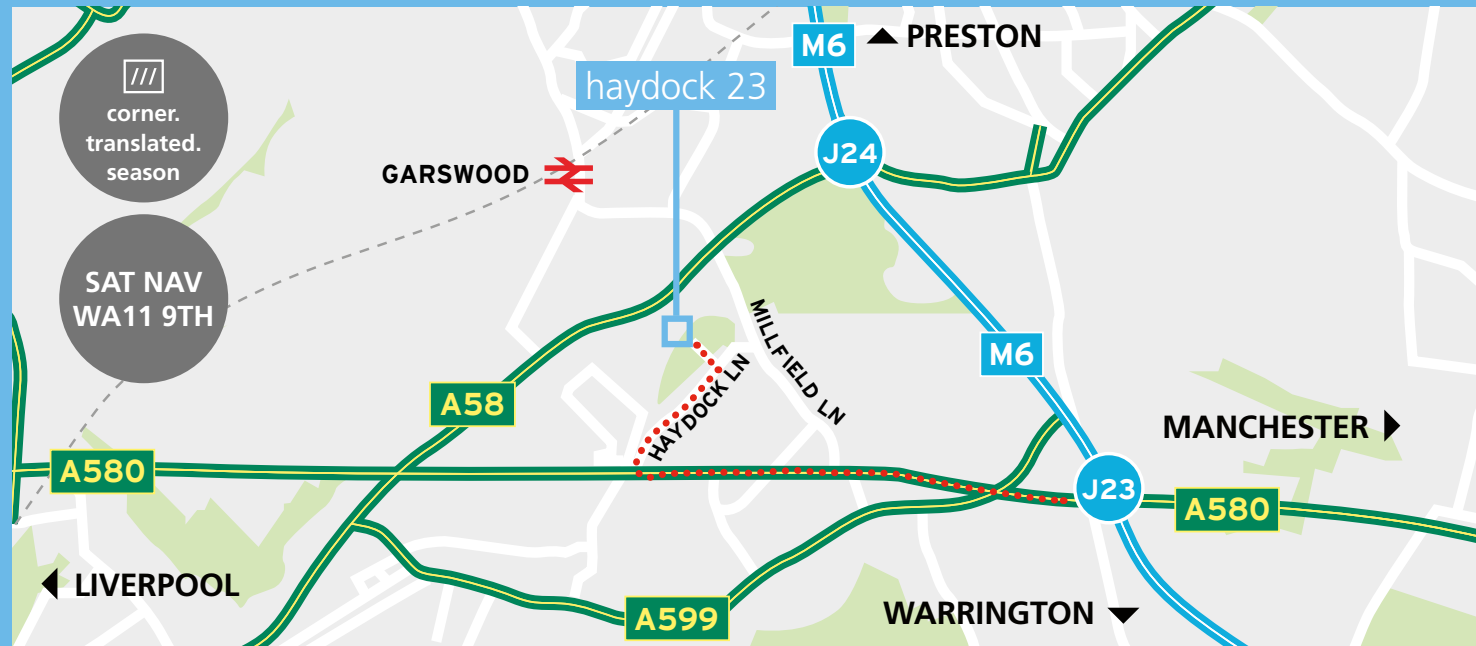 M6
PRESTON
haydock 23
///
corner.
translated.
season
J24
GARSWOOD
SAT NAV
WA11 9TH
MILLFIELD LN
M6
HAYDOCK LN
A58
MANCHESTER
A580
J23
A580
LIVERPOOL
A599
WARRINGTON